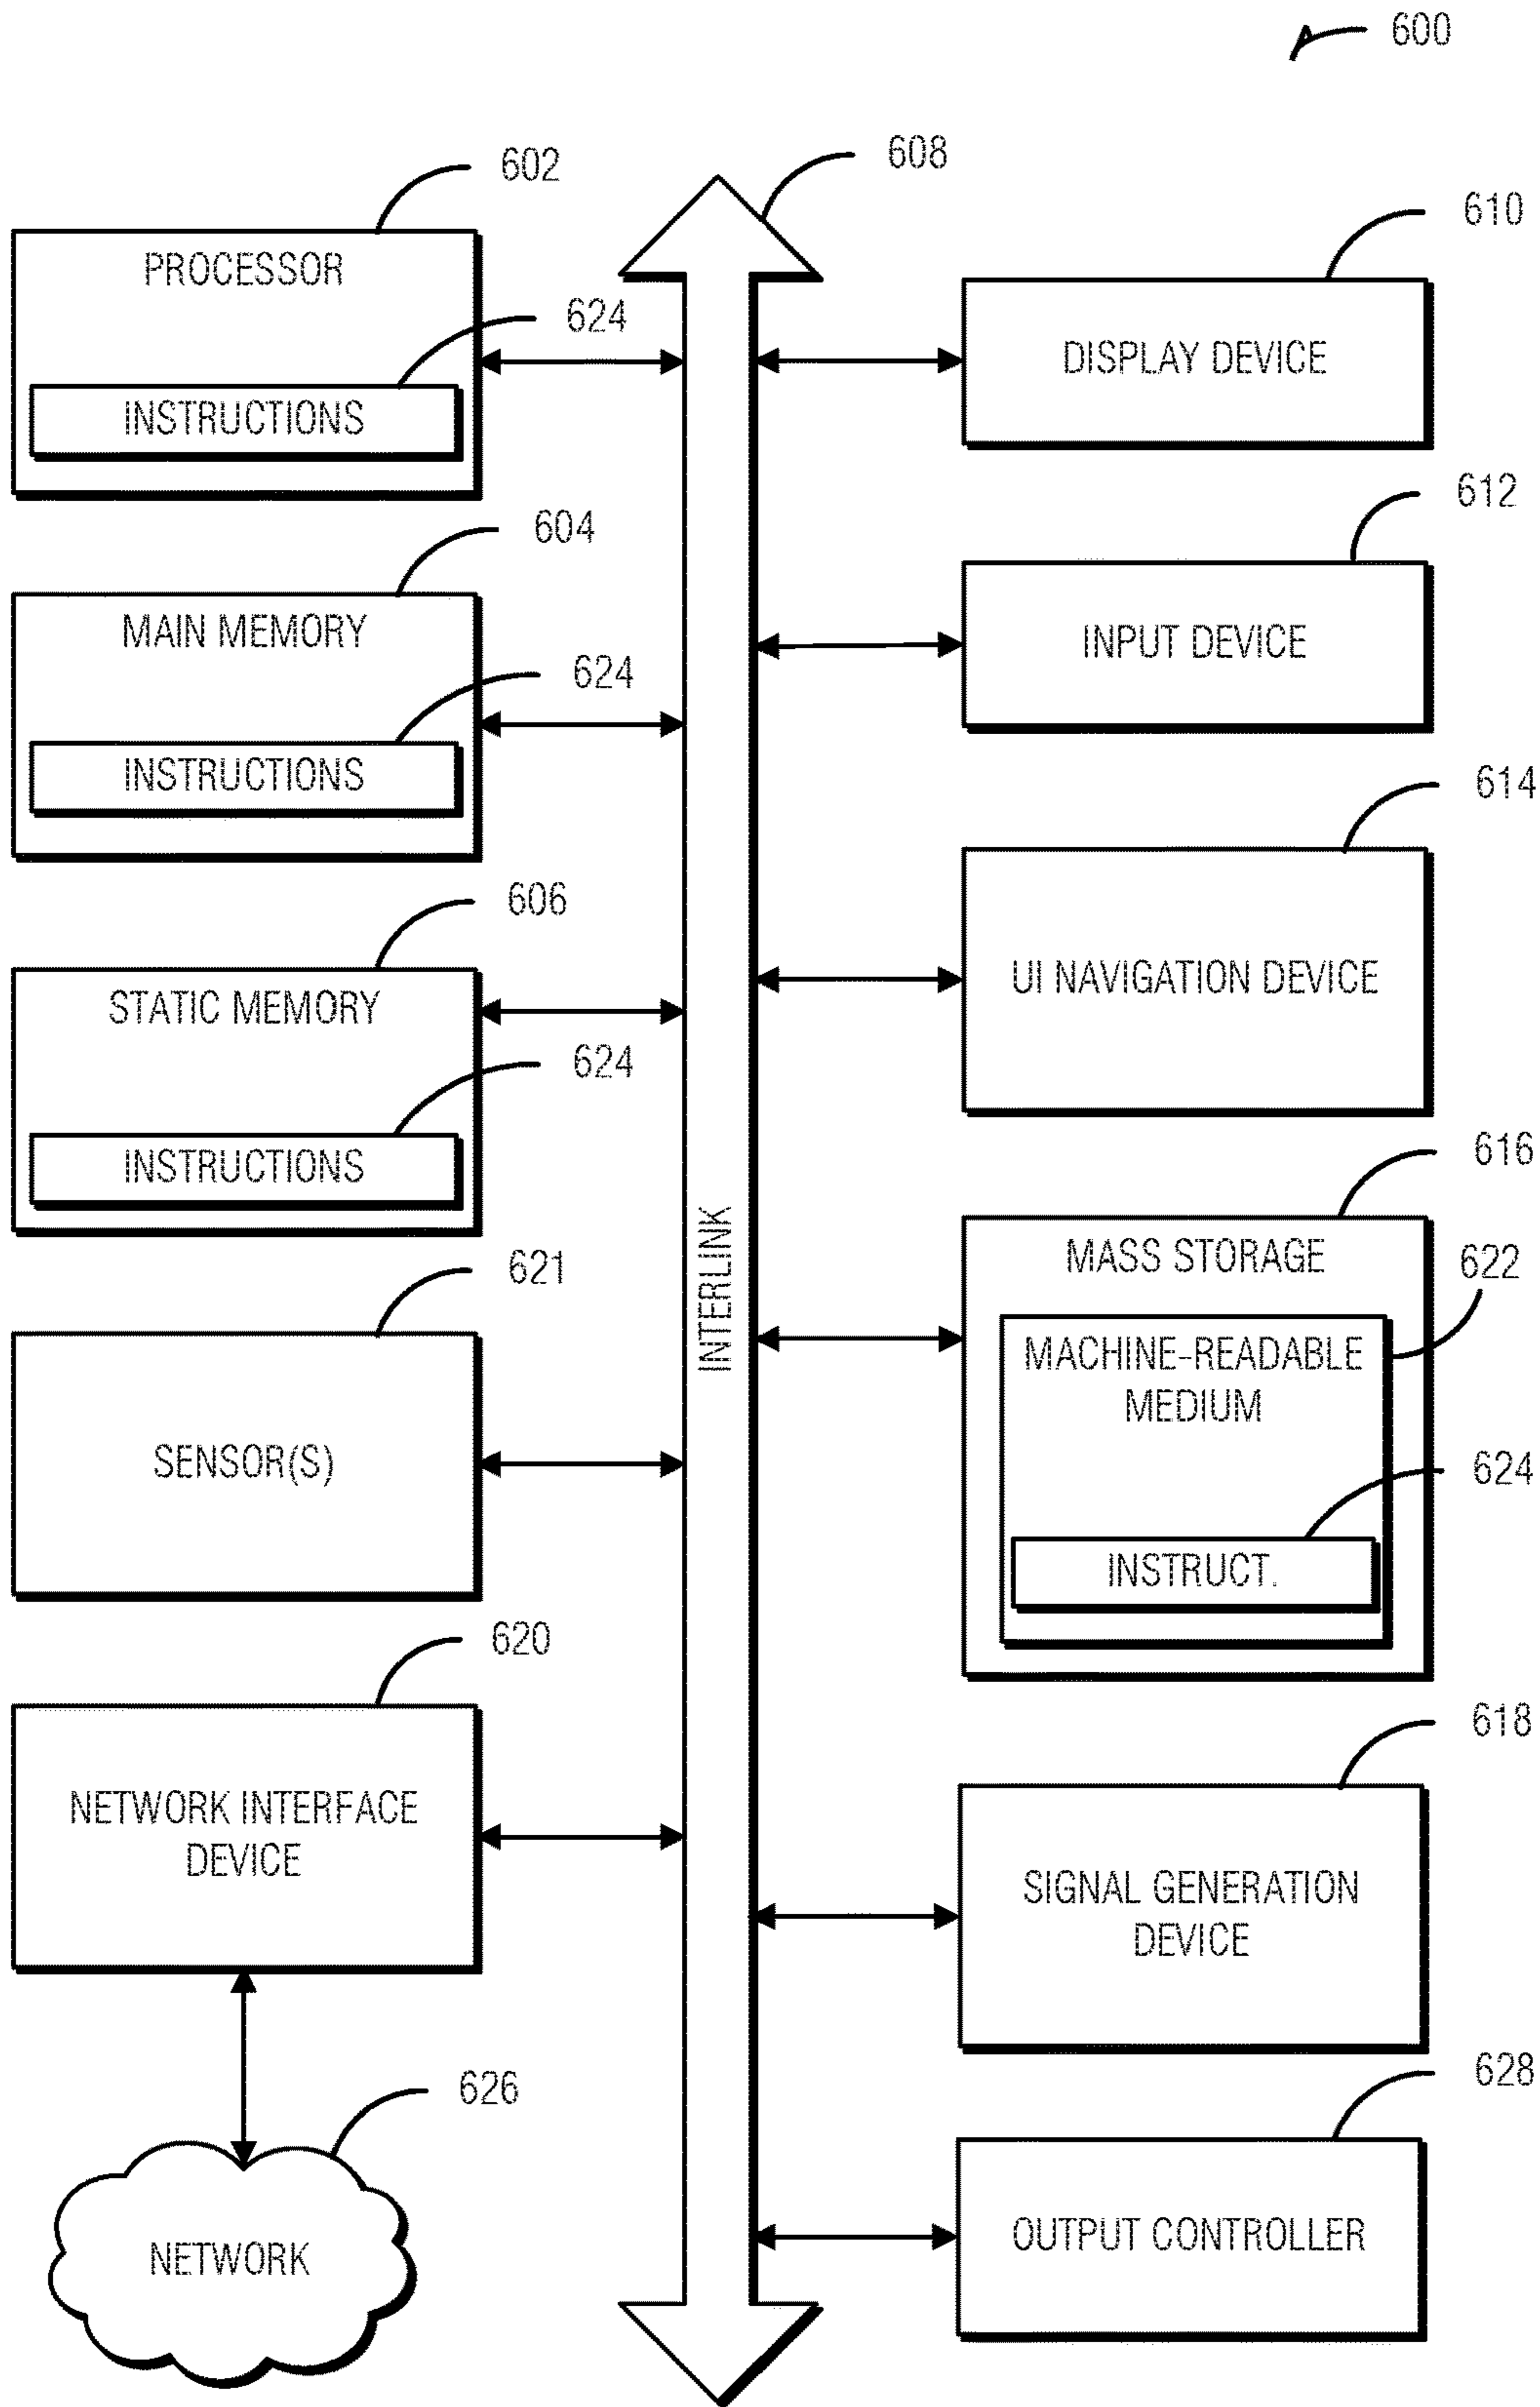 600
602
PROCESSOR
624
INSTRUCTIONS
604
MAIN MEMORY
624
INSTRUCTIONS
606
STATIC MEMORY
624
INSTRUCTIONS
621
SENSOR(S)
620
NETWORK INTERFACE
DEVICE
626
NETWORK
608
INTERLINK
610
DISPLAY DEVICE
612
INPUT DEVICE
614
UI NAVIGATION DEVICE
616
MASS STORAGE
622
MACHINE-READABLE
MEDIUM
624
INSTRUCT.
618
SIGNAL GENERATION
DEVICE
628
OUTPUT CONTROLLER